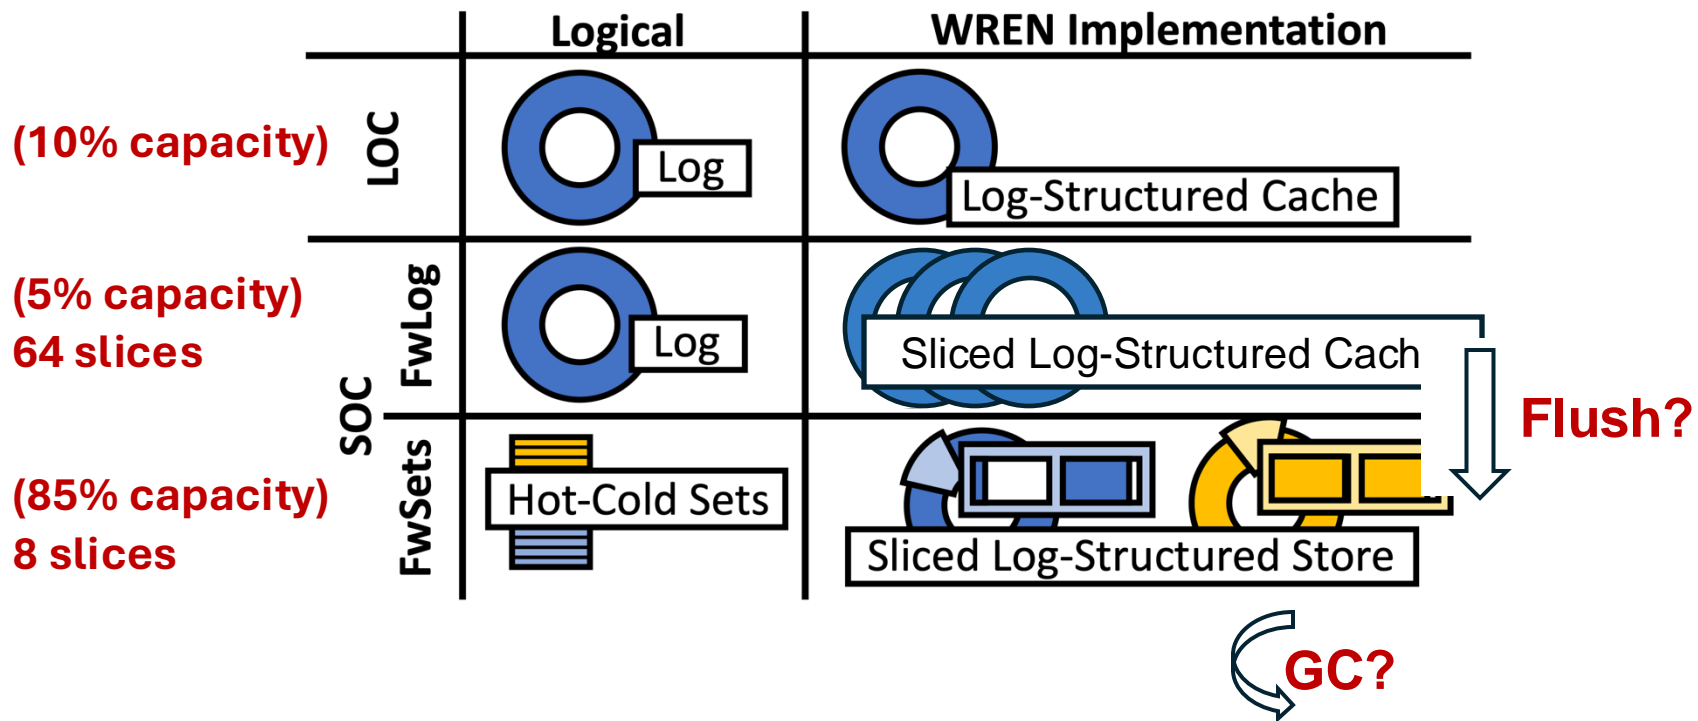 Logical
WREN Implementation
(10% capacity)
LOC
Log
Log-Structured Cache
(5% capacity)
64 slices
SOC
FwLog
Log
Sliced Log-Structured Cach
Flush?
(85% capacity)
8 slices
FwSets
Hot-Cold Sets
Sliced Log-Structured Store
GC?